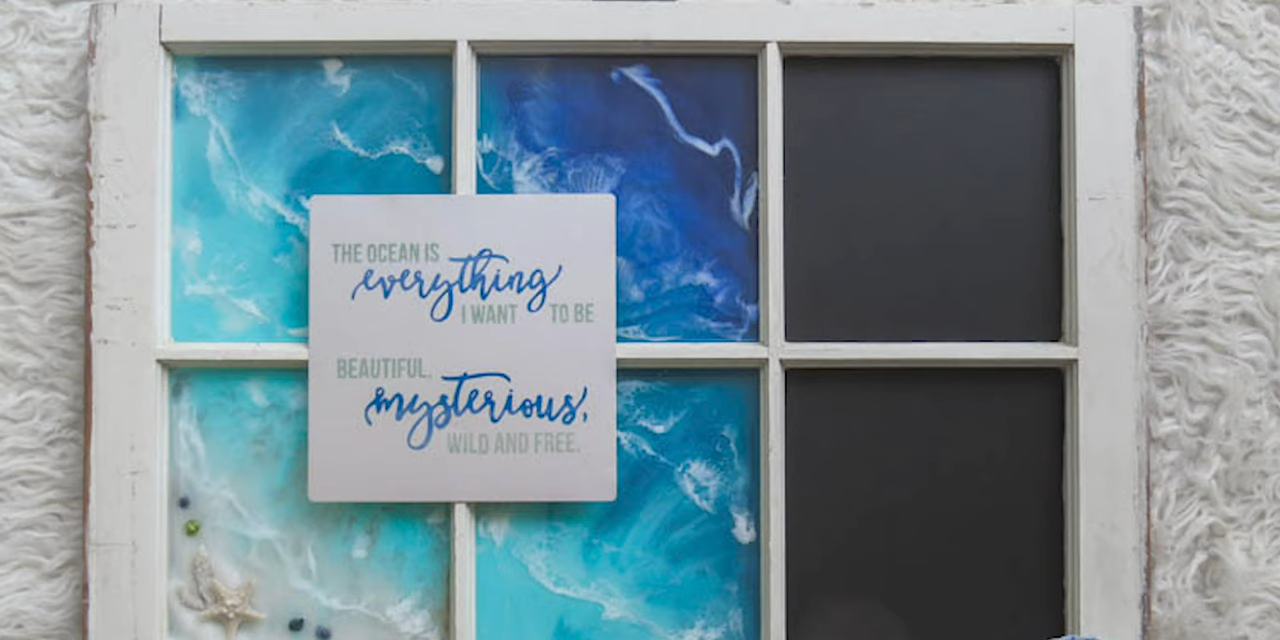 THE OCEAN IS
everything
I WANT TO BE
BEAUTIFUL.
mysterious,
WILD AND FREE.